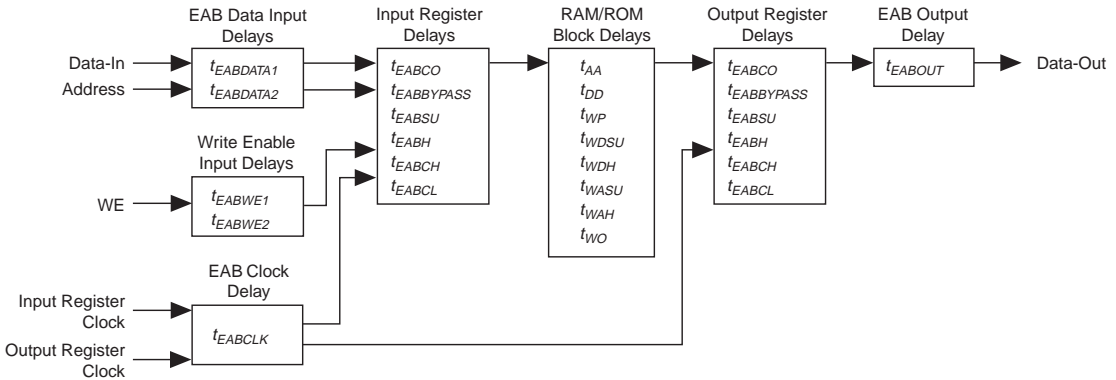 EAB Data Input
Delays
Input Register
Delays
RAM/ROM
Block Delays
Output Register
Delays
EAB Output
Delay
Data-In
Address
tEABDATA1
tEABDATA2
tEABCO
tEABBYPASS
tEABSU
tEABH
tEABCH
tEABCL
tAA
tDD
tWP
tWDSU
tWDH
tWASU
tWAH
tWO
tEABCO
tEABBYPASS
tEABSU
tEABH
tEABCH
tEABCL
tEABOUT
Data-Out
Write Enable
Input Delays
WE
tEABWE1
tEABWE2
EAB Clock
Delay
Input Register
Clock
tEABCLK
Output Register
Clock